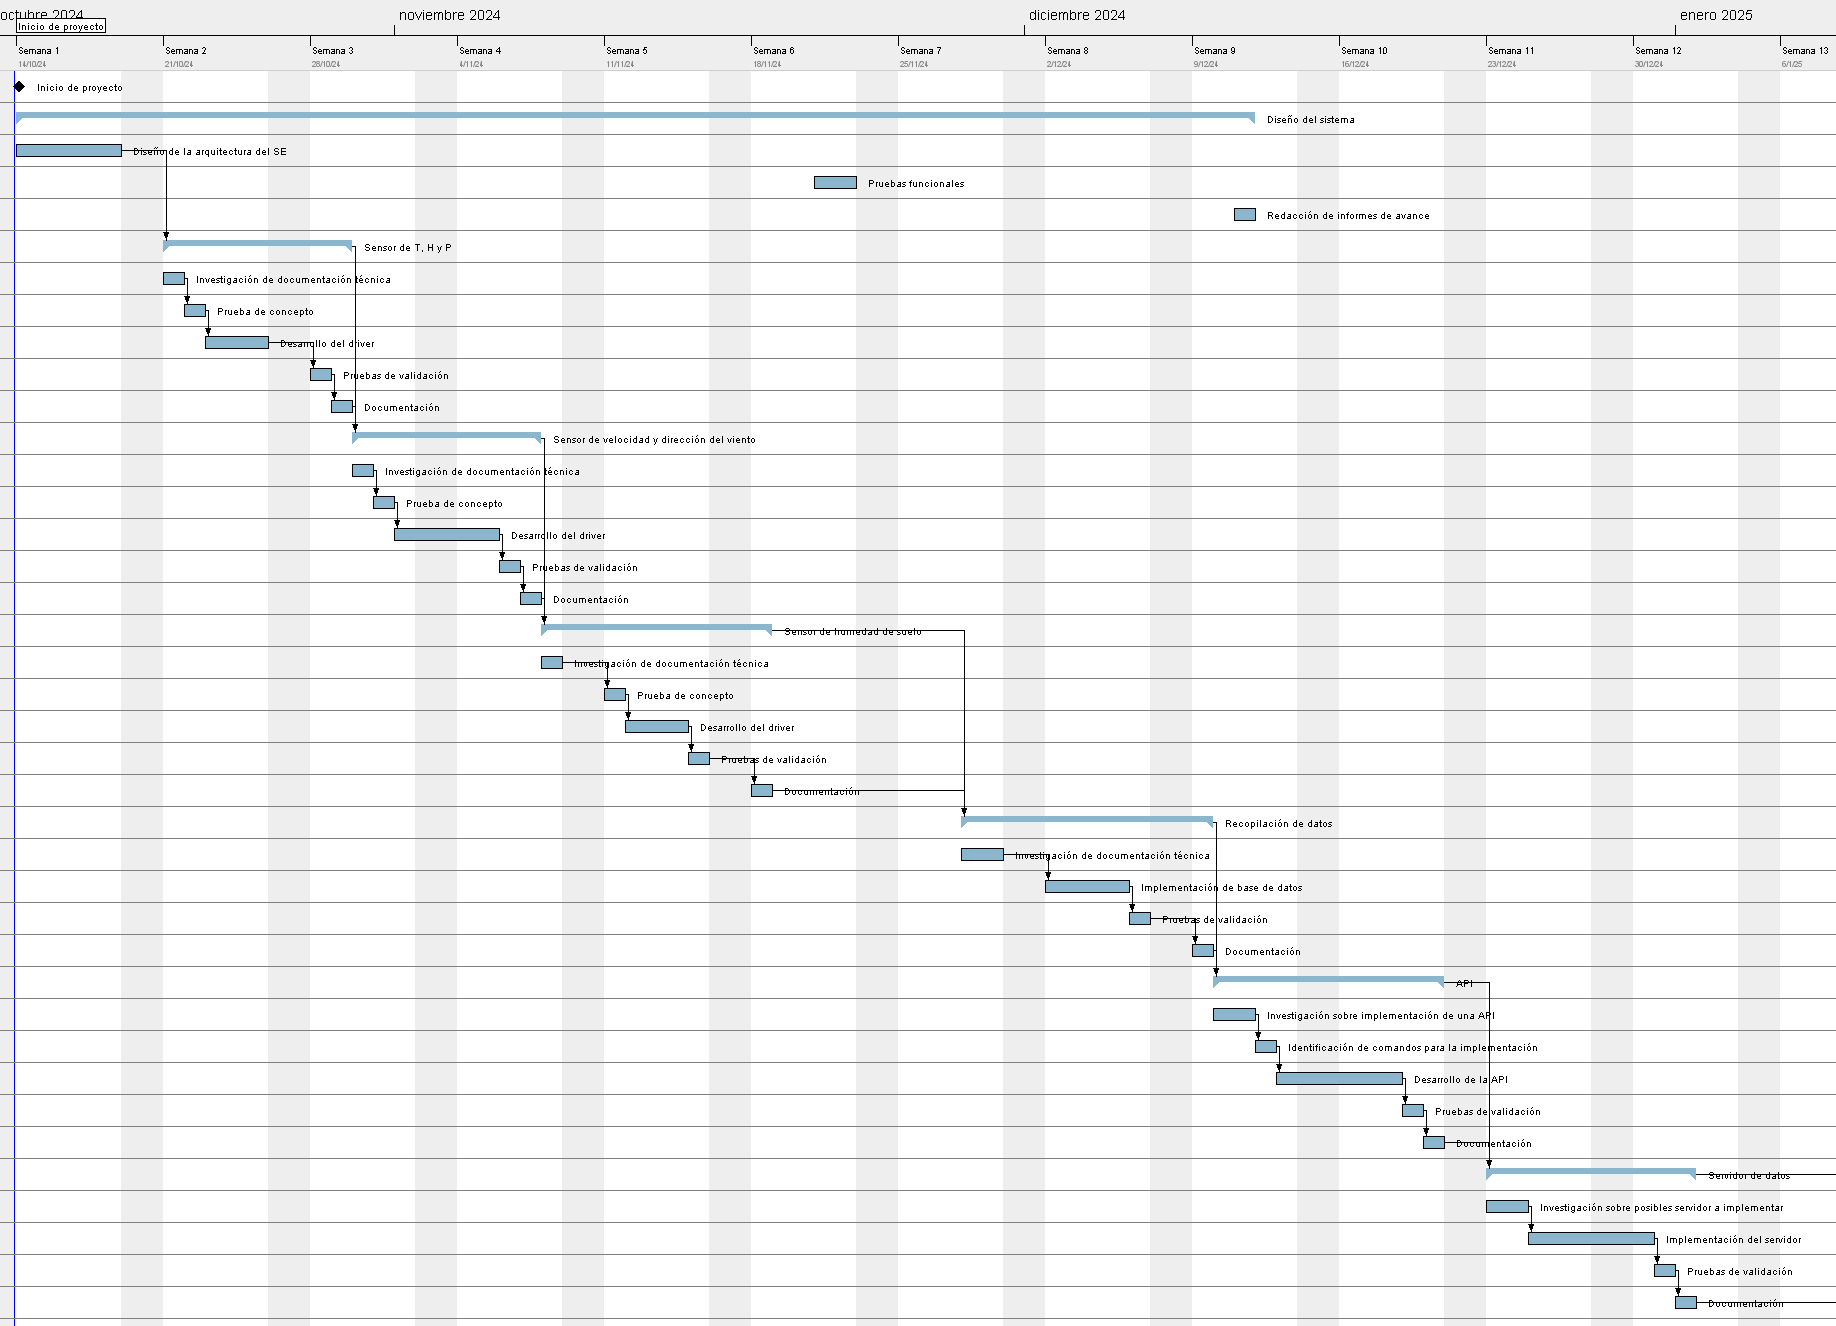 octubre 2024
noviembre 2024
diciembre 2024
enero 2025
Inicio de proyecto
Semana 1
Semana 2
Semana 3
Semana 4
Semana 5
Semana 6
Semana 7
Semana 8
Semana 9
Semana 10
Semana 11
Semana 12
Semana 13
14/10/24
21/10/24
28/10/24
4/11/24
11/11/24
18/11/24
25/11/24
2/12/24
9/12/24
16/12/24
23/12/24
30/12/24
6/1/25
Inicio de proyecto
Diseño del sistema
Diseño de la arquitectura del SE
Pruebas funcionales
Redacción de informes de avance
Sensor de T, H y P
Investigación de documentación técnica
Prueba de concepto
Desarrollo del driver
Pruebas de validación
Documentación
Sensor de velocidad y dirección del viento
Investigación de documentación técnica
Prueba de concepto
Desarrollo del driver
Pruebas de validación
Documentación
Sensor de humedad de suelo
Investigación de documentación técnica
Prueba de concepto
Desarrollo del driver
Pruebas de validación
Documentación
Recopilación de datos
Investigación de documentación técnica
Implementación de base de datos
Pruebas de validación
Documentación
API
Investigación sobre implementación de una API
Identificación de comandos para la implementación
Desarrollo de la API
Pruebas de validación
Documentación
Servidor de datos
Investigación sobre posibles servidor a implementar
Implementación del servidor
Pruebas de validación
Documentación